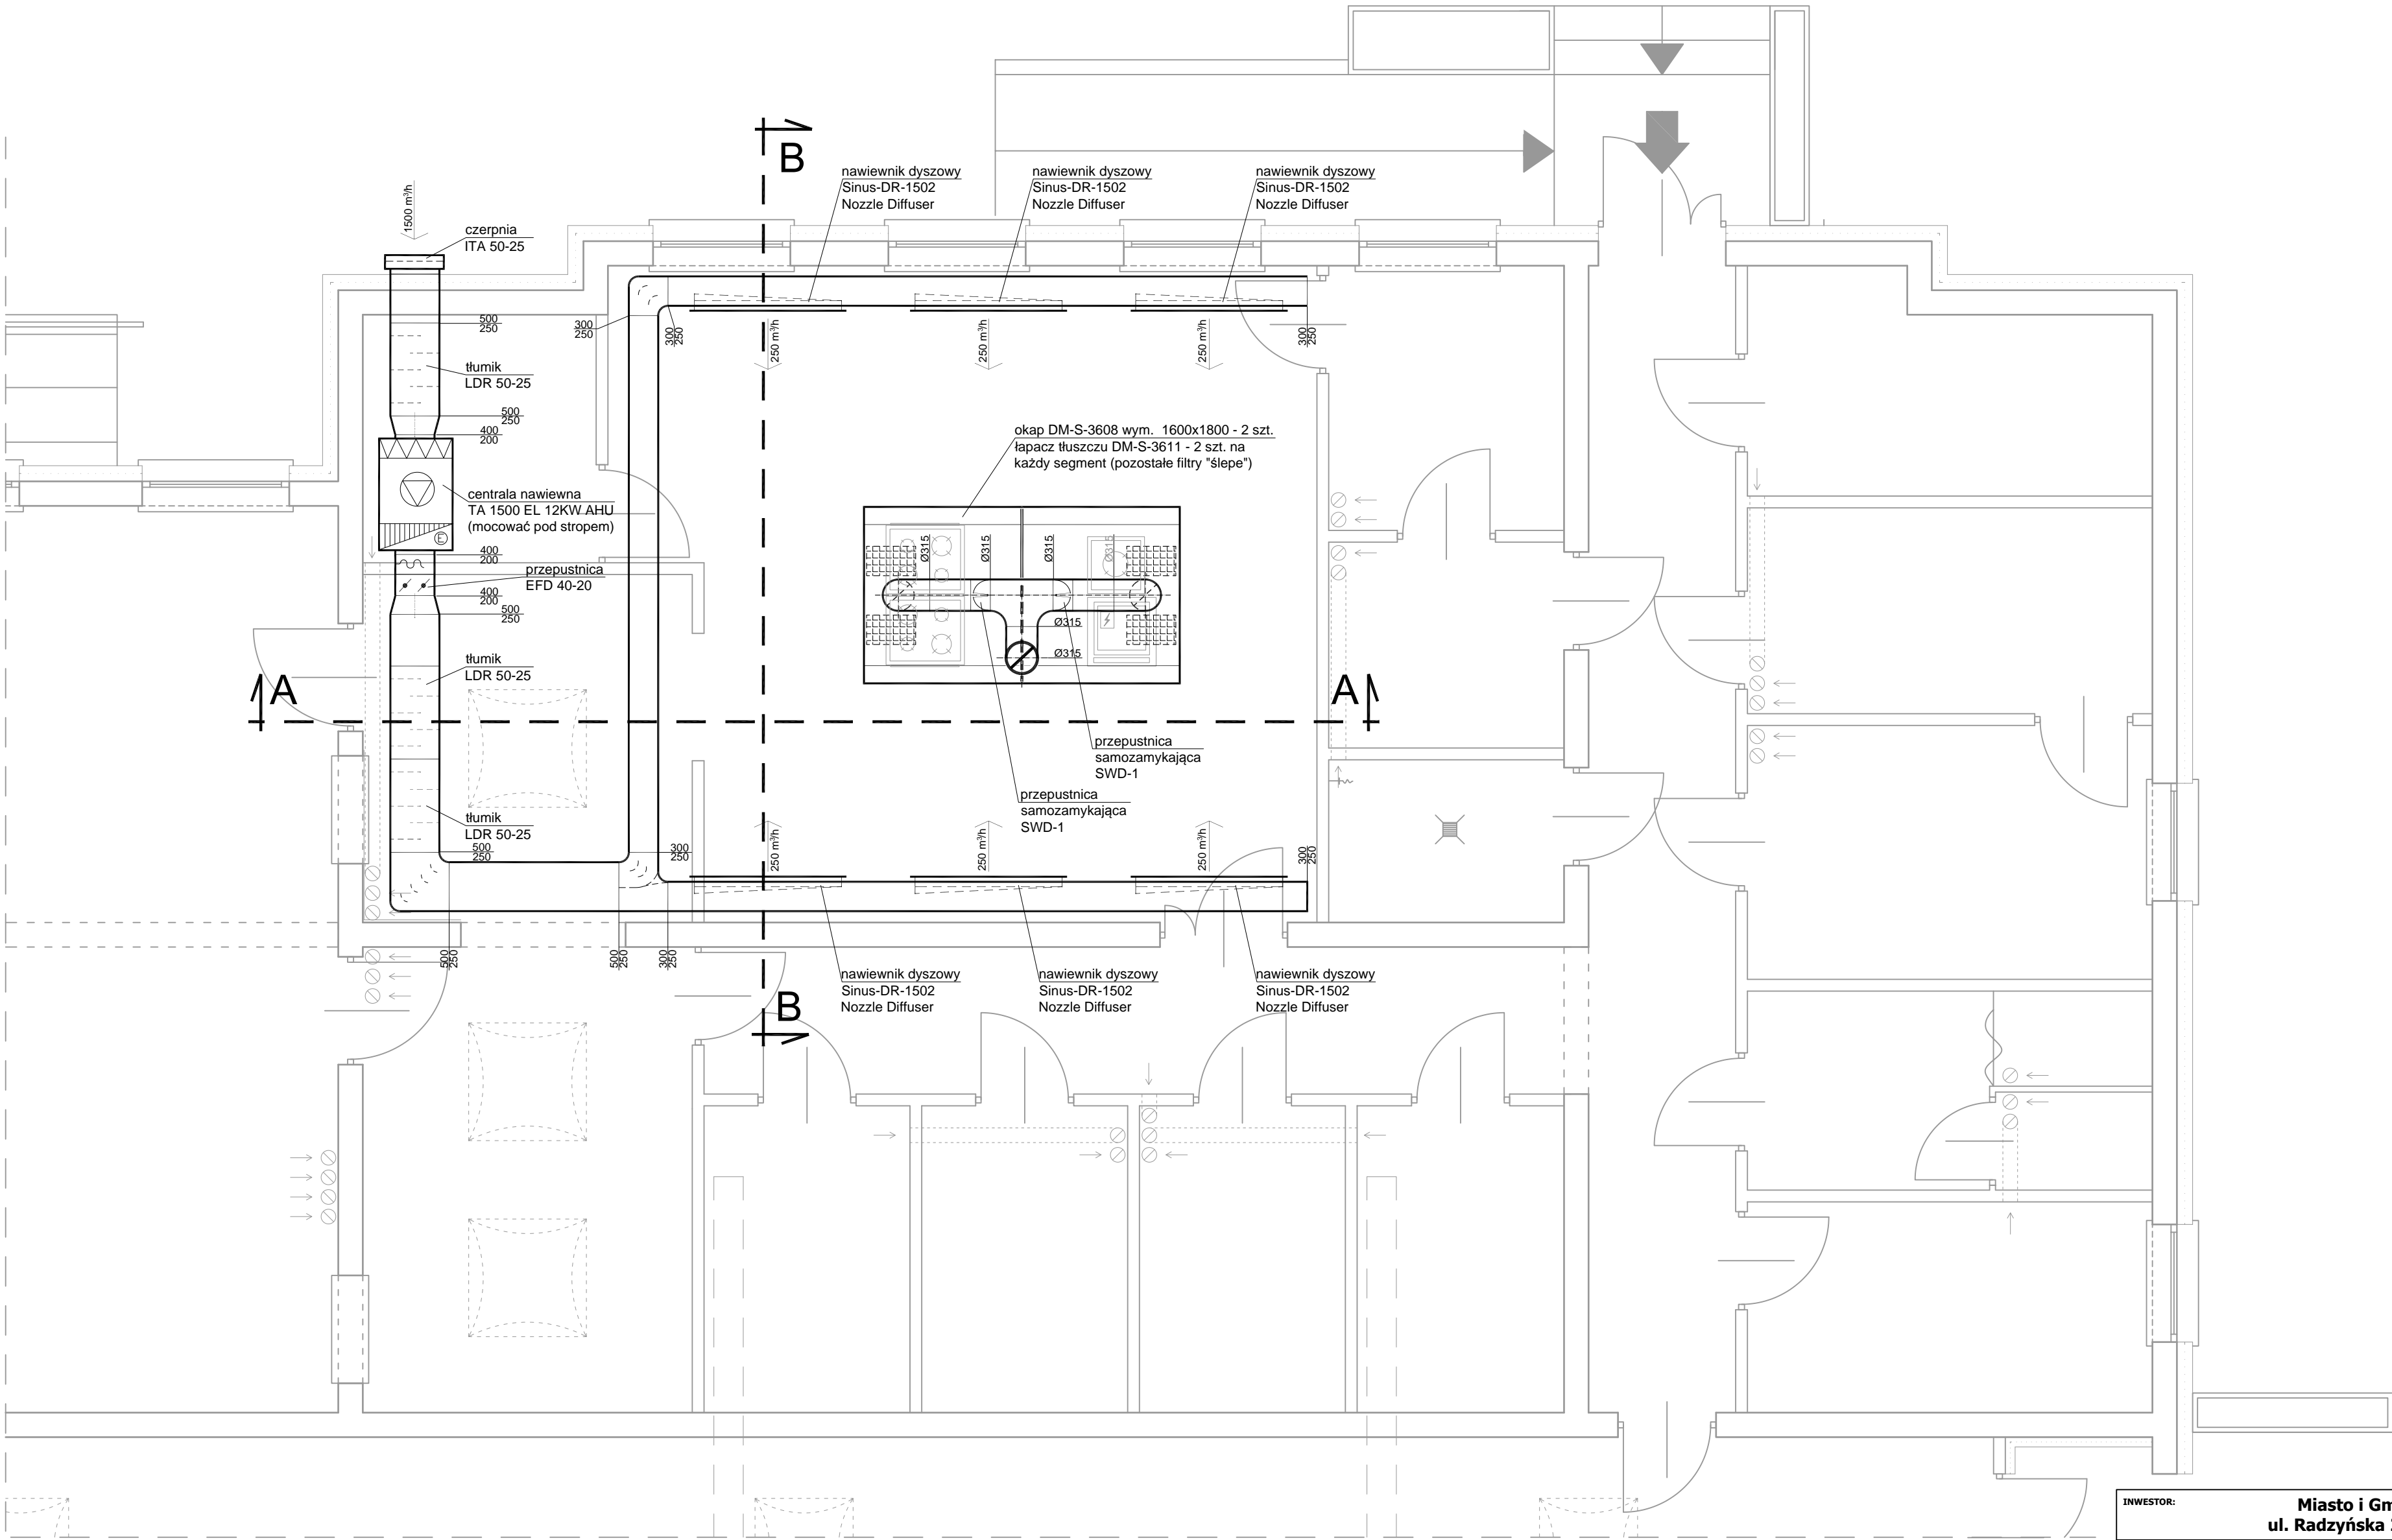 B
nawiewnik dyszowy
Sinus-DR-1502
Nozzle Diffuser
nawiewnik dyszowy
Sinus-DR-1502
Nozzle Diffuser
nawiewnik dyszowy
Sinus-DR-1502
Nozzle Diffuser
1500 m³/h
czerpnia
ITA 50-25
500
250
300
250
300
250
250 m³/h
250 m³/h
250 m³/h
300
250
tłumik
LDR 50-25
500
250
400
200
okap DM-S-3608 wym. 1600x1800 - 2 szt.
łapacz tłuszczu DM-S-3611 - 2 szt. na
każdy segment (pozostałe filtry "ślepe")
centrala nawiewna
TA 1500 EL 12KW AHU
(mocować pod stropem)
E
400
200
przepustnica
EFD 40-20
400
200
500
250
Ø315
Ø315
Ø315
Ø315
Ø315
Ø315
tłumik
LDR 50-25
A
A
przepustnica
samozamykająca
SWD-1
przepustnica
samozamykająca
SWD-1
tłumik
LDR 50-25
500
250
300
250
250 m³/h
250 m³/h
250 m³/h
300
250
500
250
500
250
300
250
nawiewnik dyszowy
Sinus-DR-1502
Nozzle Diffuser
nawiewnik dyszowy
Sinus-DR-1502
Nozzle Diffuser
nawiewnik dyszowy
Sinus-DR-1502
Nozzle Diffuser
B
INWESTOR:
Miasto i Gm
ul. Radzyńska